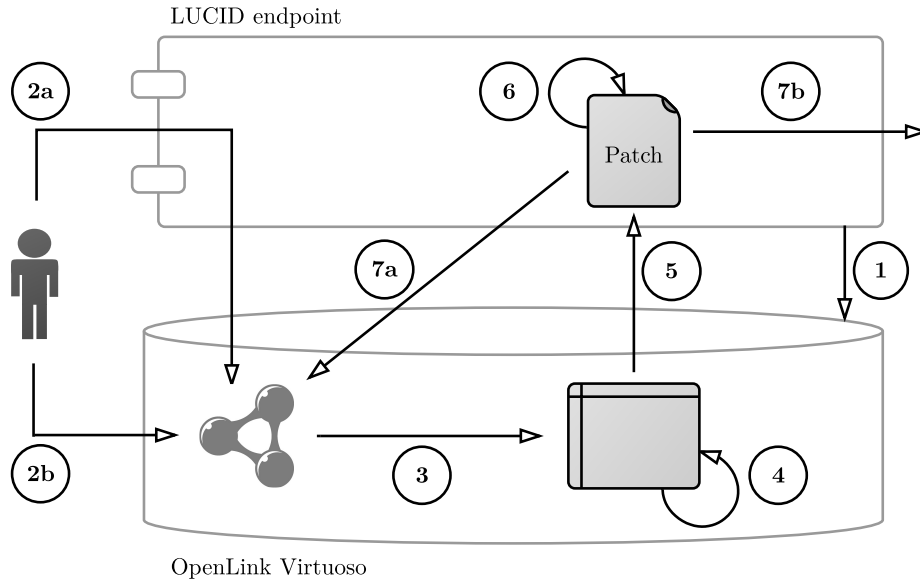 LUCID endpoint
2a
6
7b
Patch
7a
5
1
2b
3
4
OpenLink Virtuoso